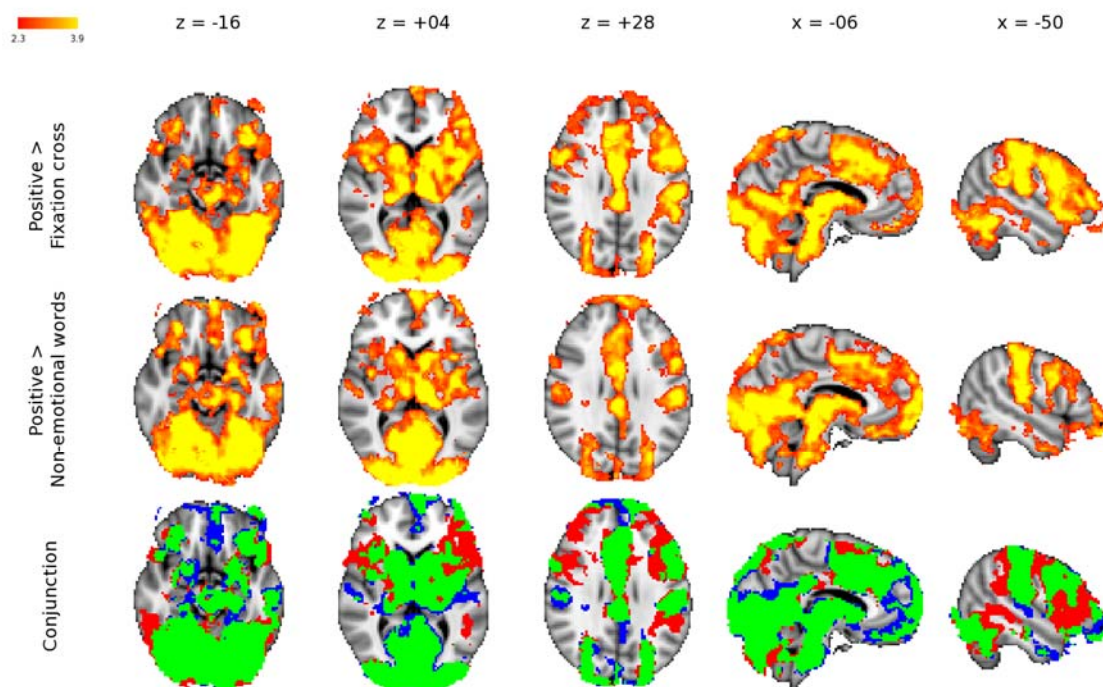 z = -16
z = +04
z = +28
x = -06
x = -50
2.3
3.9
Positive >
Fixation cross
Positive >
Non-emotional words
Conjunction